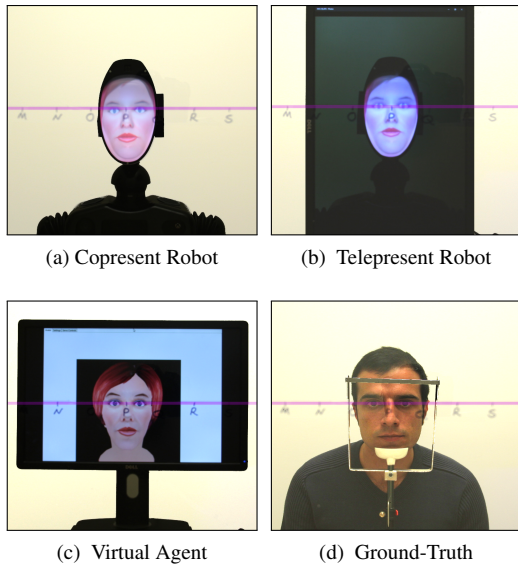 M N O P R S
(a) Copresent Robot
M P S
(b) Telepresent Robot
N P R
(c) Virtual Agent
M N R S
(d) Ground-Truth